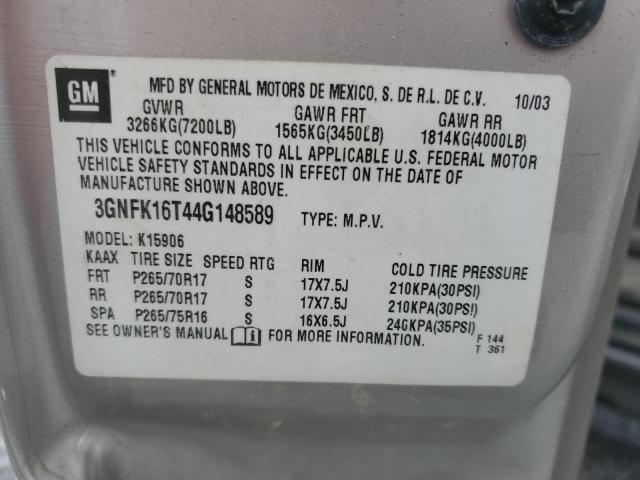 GM ®
MFD BY GENERAL MOTORS DE MEXICO, S. DE R.L. DE C.V. 10/03
GVWR GAWR FRT GAWR RR
3266KG(7200LB) 1565KG(3450LB) 1814KG(4000LB)
THIS VEHICLE CONFORMS TO ALL APPLICABLE U.S. FEDERAL MOTOR
VEHICLE SAFETY STANDARDS IN EFFECT ON THE DATE OF
MANUFACTURE SHOWN ABOVE.
3GNFK16T44G148589 TYPE: M.P.V.
MODEL: K15906
KAAX TIRE SIZE SPEED RTG RIM COLD TIRE PRESSURE
FRT P265/70R17 S 17X7.5J 210KPA(30PSI)
RR P265/70R17 S 17X7.5J 210KPA(30PSI)
SPA P265/75R16 S 16X6.5J 240KPA(35PSI)
SEE OWNER'S MANUAL FOR MORE INFORMATION.
F 144
T 361